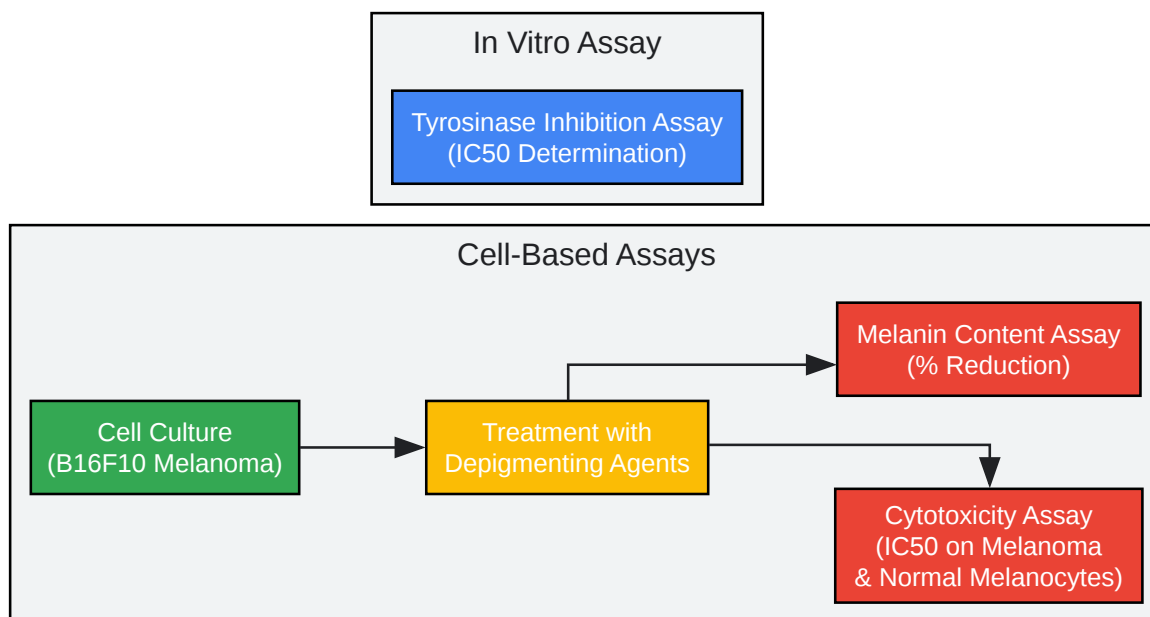 In Vitro Assay
Tyrosinase Inhibition Assay
(IC50 Determination)
Cell-Based Assays
Melanin Content Assay
(% Reduction)
Cell Culture
(B16F10 Melanoma)
Treatment with
Depigmenting Agents
Cytotoxicity Assay
(IC50 on Melanoma
& Normal Melanocytes)